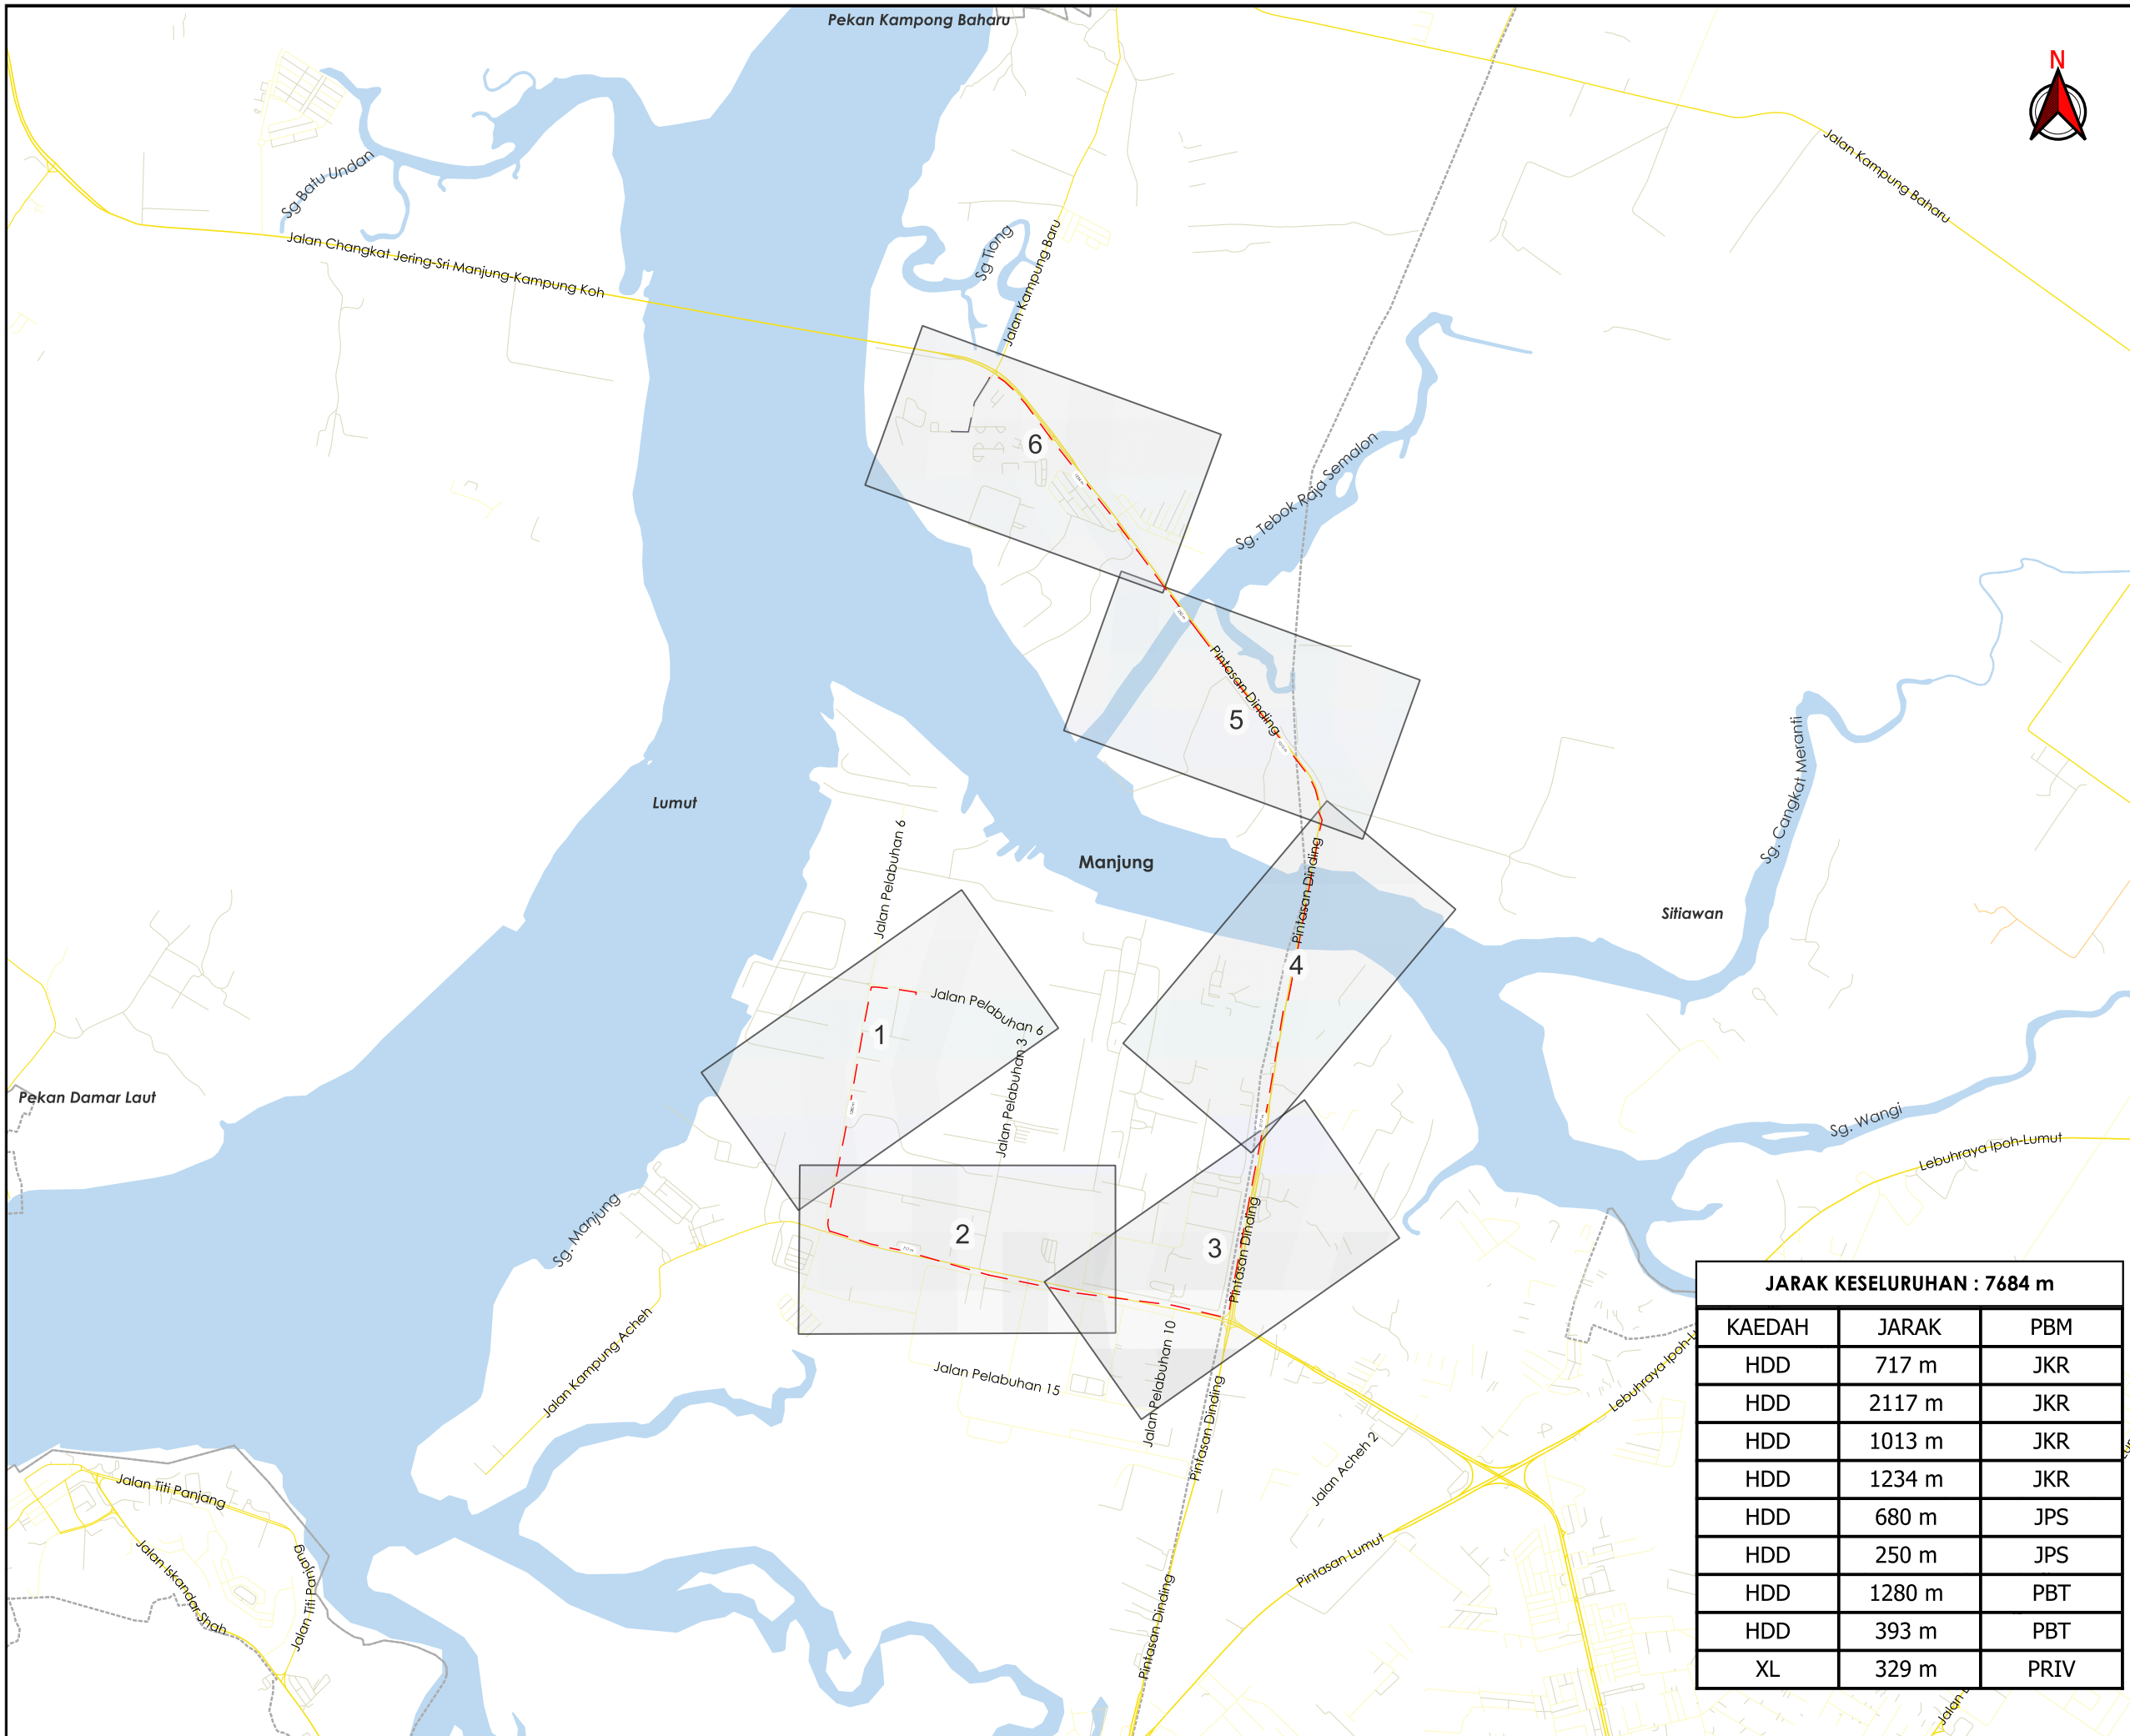 Pekan Kampong Baharu
N
Jalan Kampung Baharu
Sg Batu Undan
Jalan Changkat Jering-Sri Manjung-Kampung Koh
Sg Tiong
Jalan Kampung Baru
6
Sg. Tebok Raja Semalon
Pintasan Dinding
5
Sg. Cangkat Meranti
Lumut
Jalan Pelabuhan 6
Manjung
Pintasan Dinding
Sitiawan
4
Jalan Pelabuhan 6
1
Jalan Pelabuhan 3
Pekan Damar Laut
Sg. Wangi
Lebuhraya Ipoh-Lumut
Sg. Manjung
2
3
Pintasan Dinding
Jalan Kampung Acheh
Jalan Pelabuhan 15
Jalan Pelabuhan 10
Pintasan Dinding
Jalan Acheh 2
Jalan Titi Panjang
Jalan Iskandar Shah
Jalan Titi Panjang
Pintasan Lumut
Pintasan Dinding
Lebuhraya Ipoh-Lu
JARAK KESELURUHAN : 7684 m
KAEDAH JARAK PBM
HDD 717 m JKR
HDD 2117 m JKR
HDD 1013 m JKR
HDD 1234 m JKR
HDD 680 m JPS
HDD 250 m JPS
HDD 1280 m PBT
HDD 393 m PBT
XL 329 m PRIV